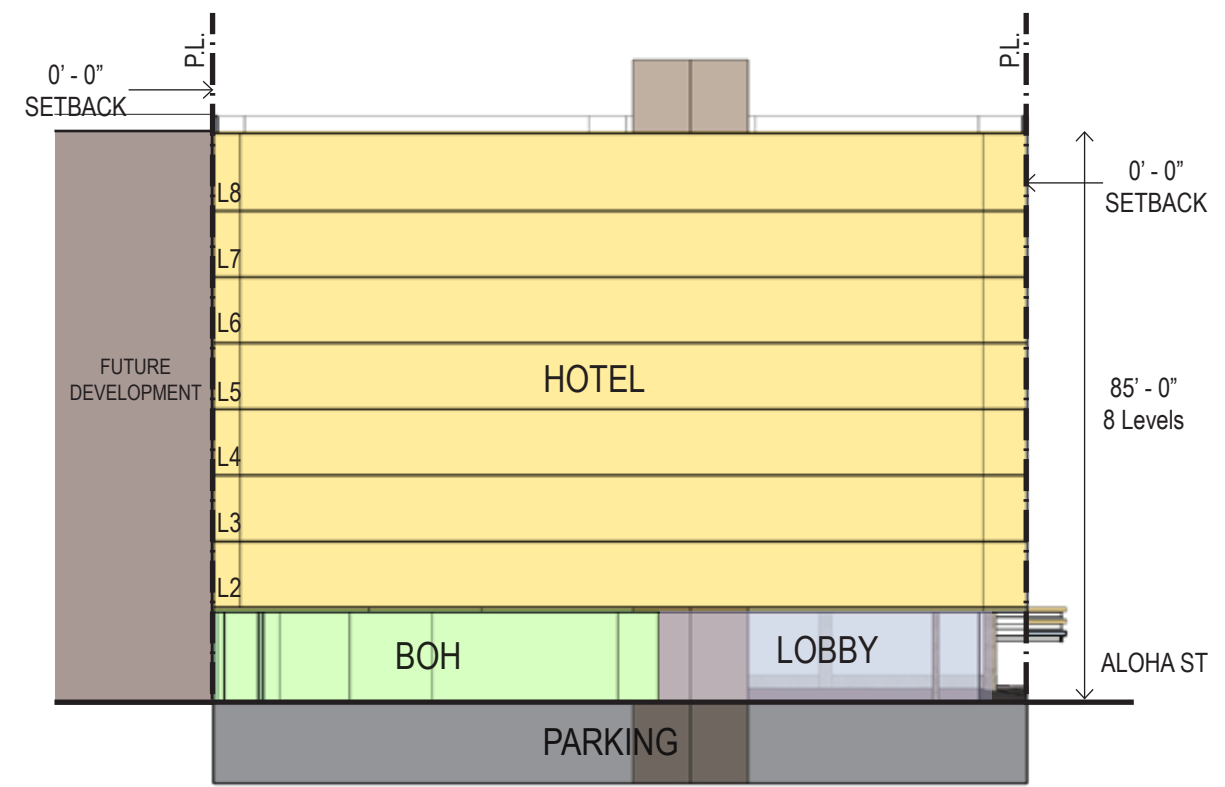 P.L.
P.L.
0’ - 0”
SETBACK
0’ - 0”
SETBACK
L8
L7
L6
L5
L4
L3
L2
FUTURE
DEVELOPMENT
HOTEL
85’ - 0”
8 Levels
BOH
LOBBY
ALOHA ST
PARKING